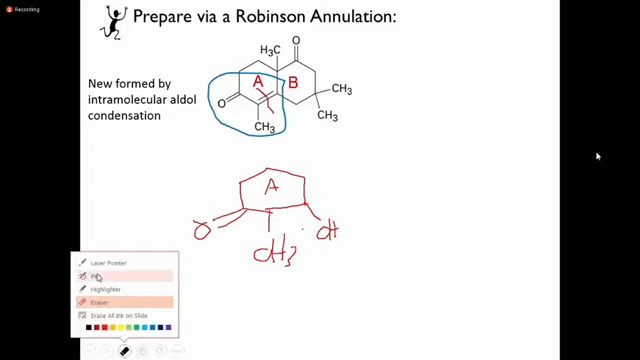 Recording
Prepare via a Robinson Annulation:
O
H₃C
New formed by
intramolecular aldol
condensation
A
B
CH₃
O
CH₃
CH₃
A
O
CH₃
OH
Laser Pointer
Highlighter
Eraser
Erase All Ink on Slide